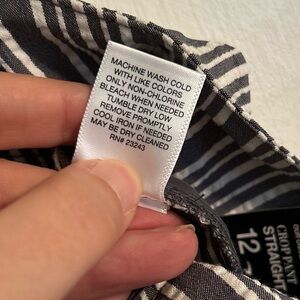 MACHINE WASH COLD
WITH LIKE COLORS
ONLY NON-CHLORINE
BLEACH WHEN NEEDED
TUMBLE DRY LOW
REMOVE PROMPTLY
COOL IRON IF NEEDED
MAY BE DRY CLEANED
RN# 23243
CROP PANT
STRAIGHT
12